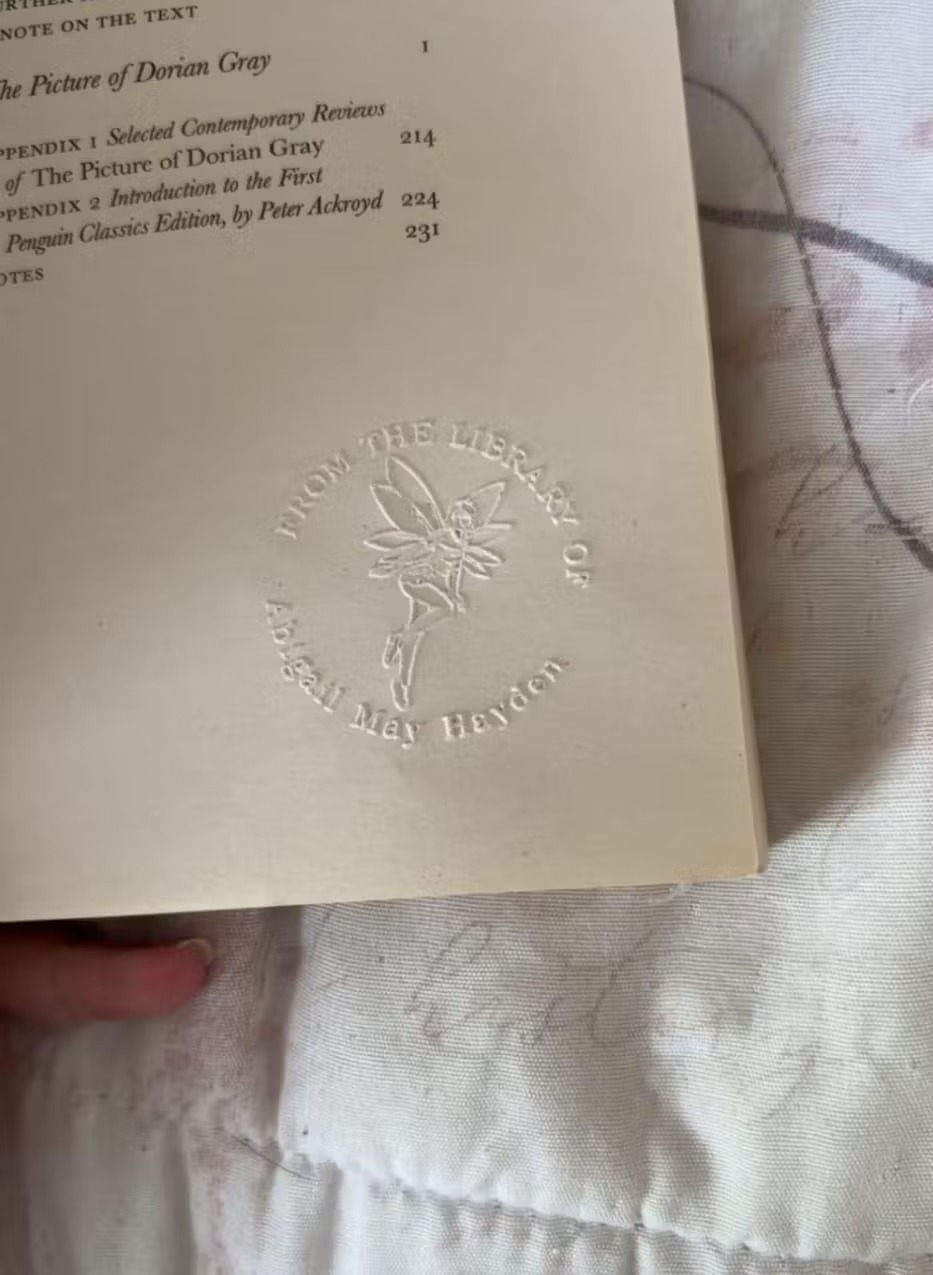 NOTE ON THE TEXT
The Picture of Dorian Gray 1
APPENDIX 1 Selected Contemporary Reviews
of The Picture of Dorian Gray 214
APPENDIX 2 Introduction to the First
Penguin Classics Edition, by Peter Ackroyd 224
NOTES 231
FROM THE LIBRARY OF
Abigail May Hayden